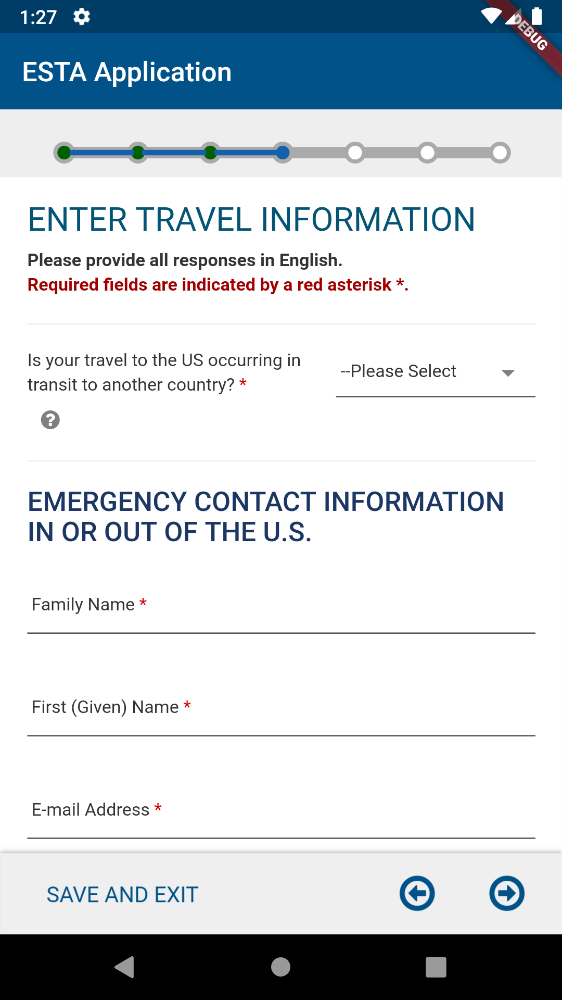 1:27
DEBUG
ESTA Application
ENTER TRAVEL INFORMATION
Please provide all responses in English.
Required fields are indicated by a red asterisk *.
Is your travel to the US occurring in
transit to another country? *
--Please Select
EMERGENCY CONTACT INFORMATION
IN OR OUT OF THE U.S.
Family Name *
First (Given) Name *
E-mail Address *
SAVE AND EXIT